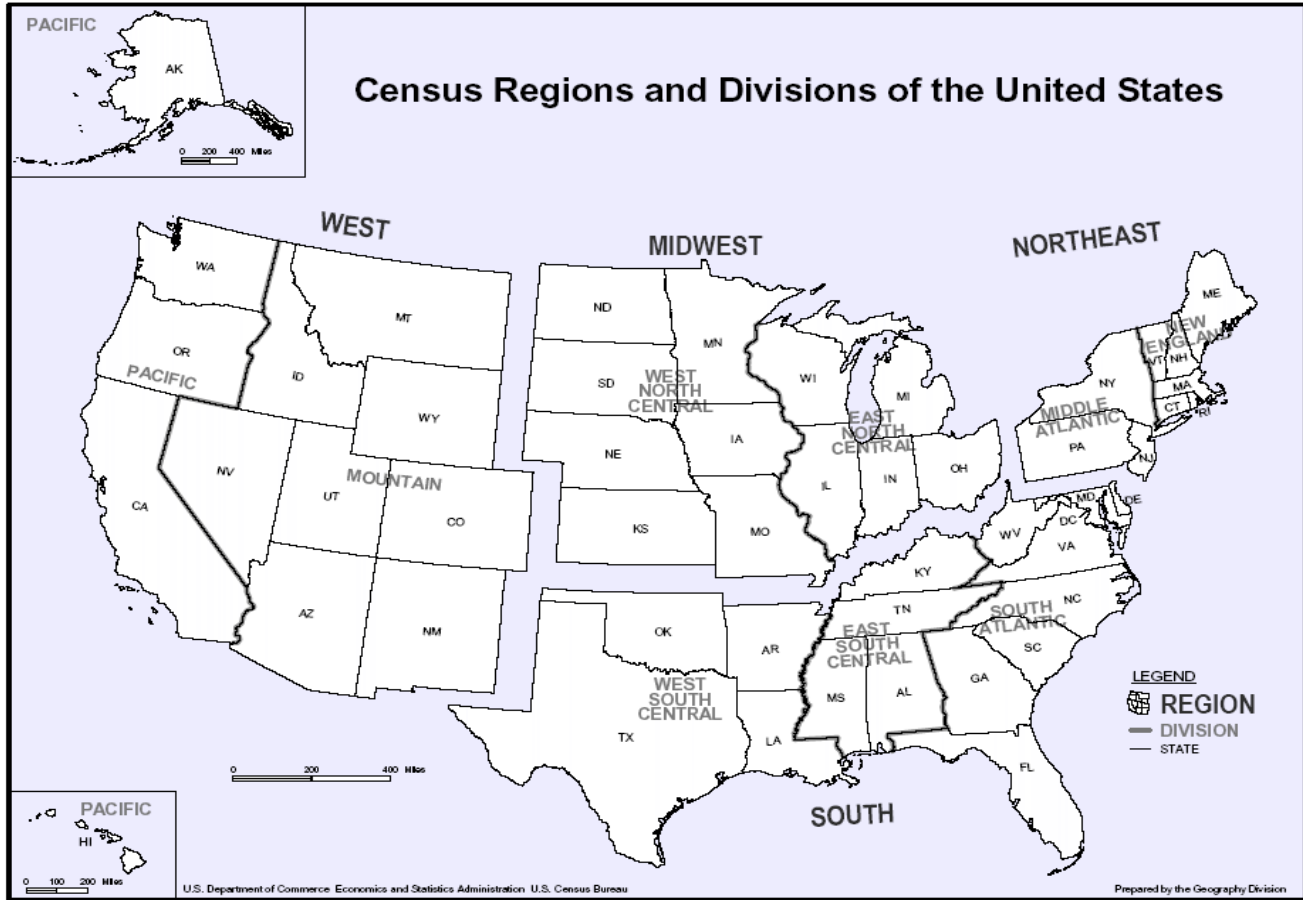 PACIFIC
AK
0 200 400 Miles
Census Regions and Divisions of the United States
WEST
MIDWEST
NORTHEAST
WA
MT
OR
PACIFIC
ID
WY
NV
UT
MOUNTAIN
CO
CA
AZ
NM
ND
MN
SD
WEST
NORTH
CENTRAL
IA
NE
KS
MO
WI
MI
EAST
NORTH
CENTRAL
IL
IN
OH
ME
NEW
ENGLAND
VT
NH
NY
MA
CT
RI
MIDDLE
ATLANTIC
PA
NJ
MD
DE
DC
WV
VA
KY
TN
NC
SOUTH
ATLANTIC
SC
EAST
SOUTH
CENTRAL
MS
AL
GA
FL
OK
AR
WEST
SOUTH
CENTRAL
TX
LA
SOUTH
LEGEND
REGION
DIVISION
STATE
0 200 400 Miles
PACIFIC
HI
0 100 200 Miles
U.S. Department of Commerce Economics and Statistics Administration U.S. Census Bureau
Prepared by the Geography Division